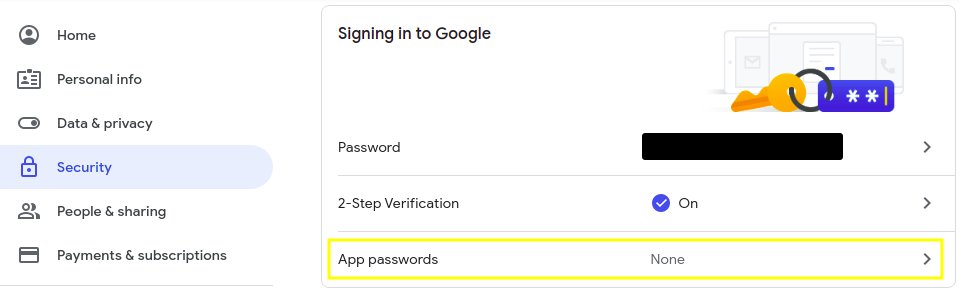 Home
Personal info
Data & privacy
Security
People & sharing
Payments & subscriptions
Signing in to Google
**
Password
2-Step Verification On
App passwords None